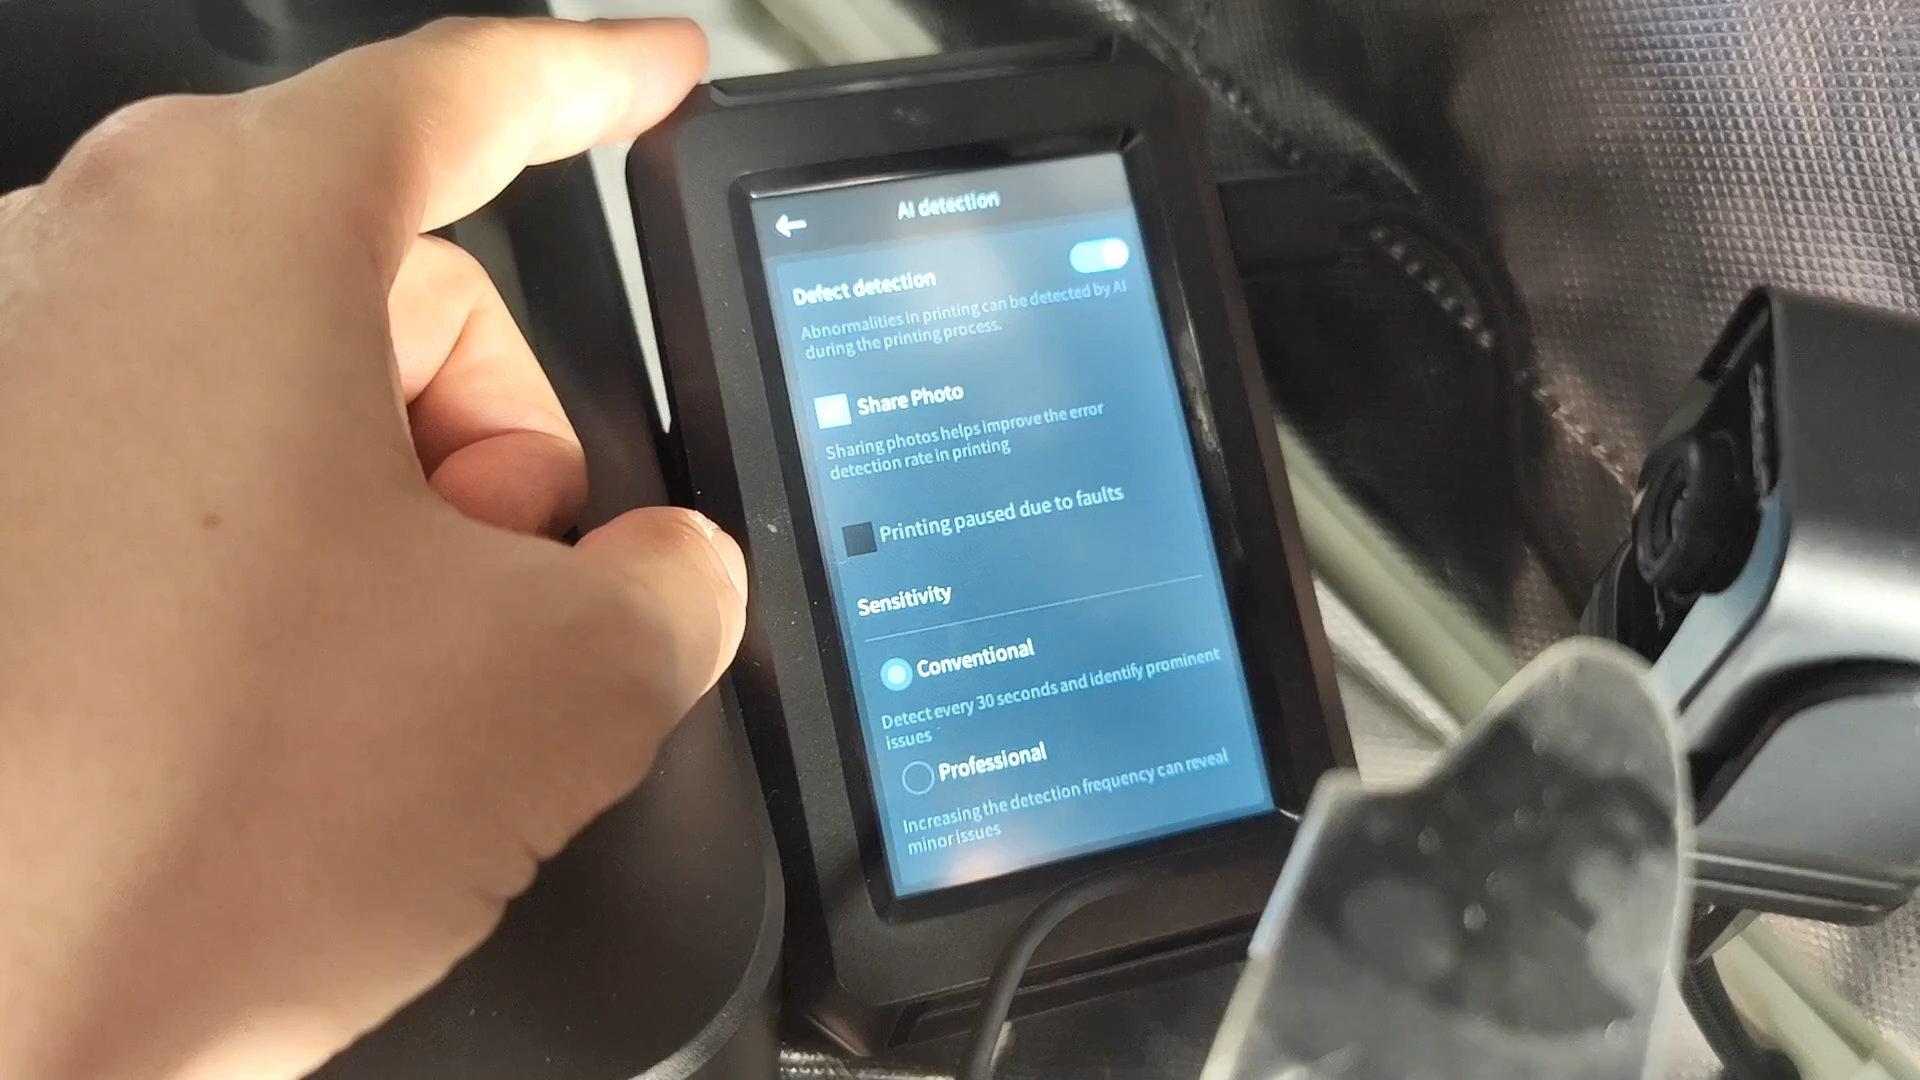 AI detection
Defect detection
Abnormalities in printing can be detected by AI
during the printing process.
Share Photo
Sharing photos helps improve the error
detection rate in printing
Printing paused due to faults
Sensitivity
Conventional
Detect every 30 seconds and identify prominent
issues
Professional
Increasing the detection frequency can reveal
minor issues